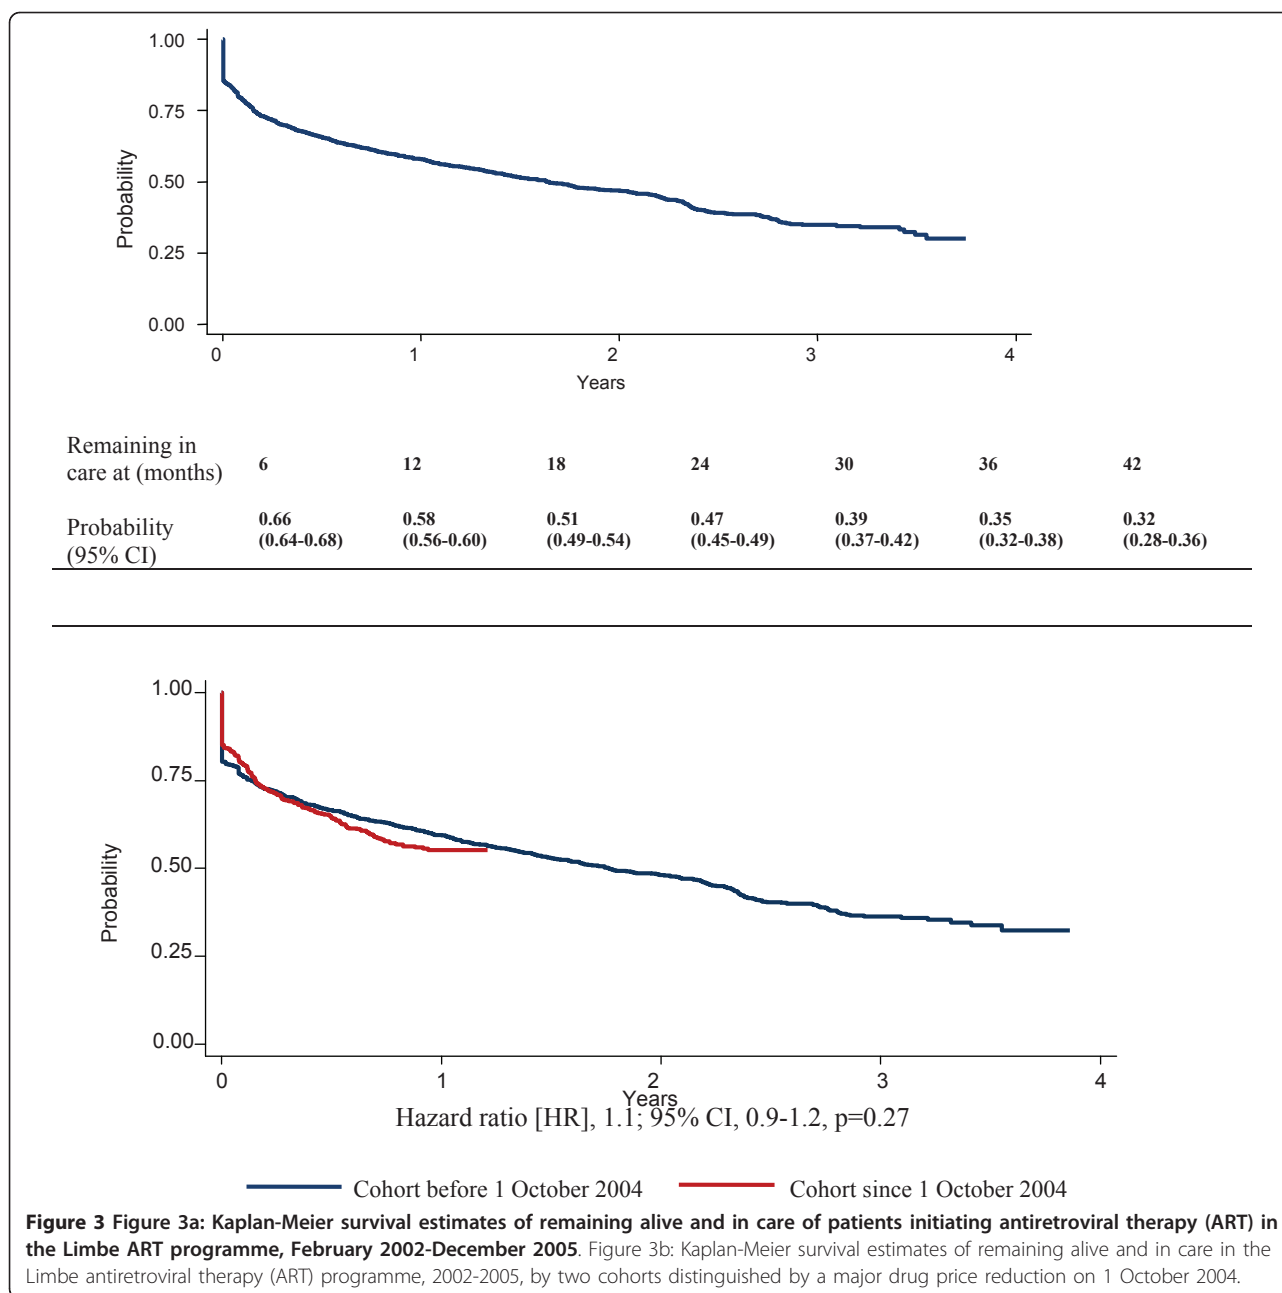 1.00
0.75
0.50
0.25
0.00
Probability
0 1 2 3 4
Years
Remaining in
care at (months) 6 12 18 24 30 36 42
Probability 0.66 0.58 0.51 0.47 0.39 0.35 0.32
(95% CI) (0.64-0.68) (0.56-0.60) (0.49-0.54) (0.45-0.49) (0.37-0.42) (0.32-0.38) (0.28-0.36)
1.00
0.75
0.50
0.25
0.00
Probability
0 1 2 3 4
Years
Hazard ratio [HR], 1.1; 95% CI, 0.9-1.2, p=0.27
Cohort before 1 October 2004 Cohort since 1 October 2004
Figure 3 Figure 3a: Kaplan-Meier survival estimates of remaining alive and in care of patients initiating antiretroviral therapy (ART) in
the Limbe ART programme, February 2002-December 2005. Figure 3b: Kaplan-Meier survival estimates of remaining alive and in care in the
Limbe antiretroviral therapy (ART) programme, 2002-2005, by two cohorts distinguished by a major drug price reduction on 1 October 2004.